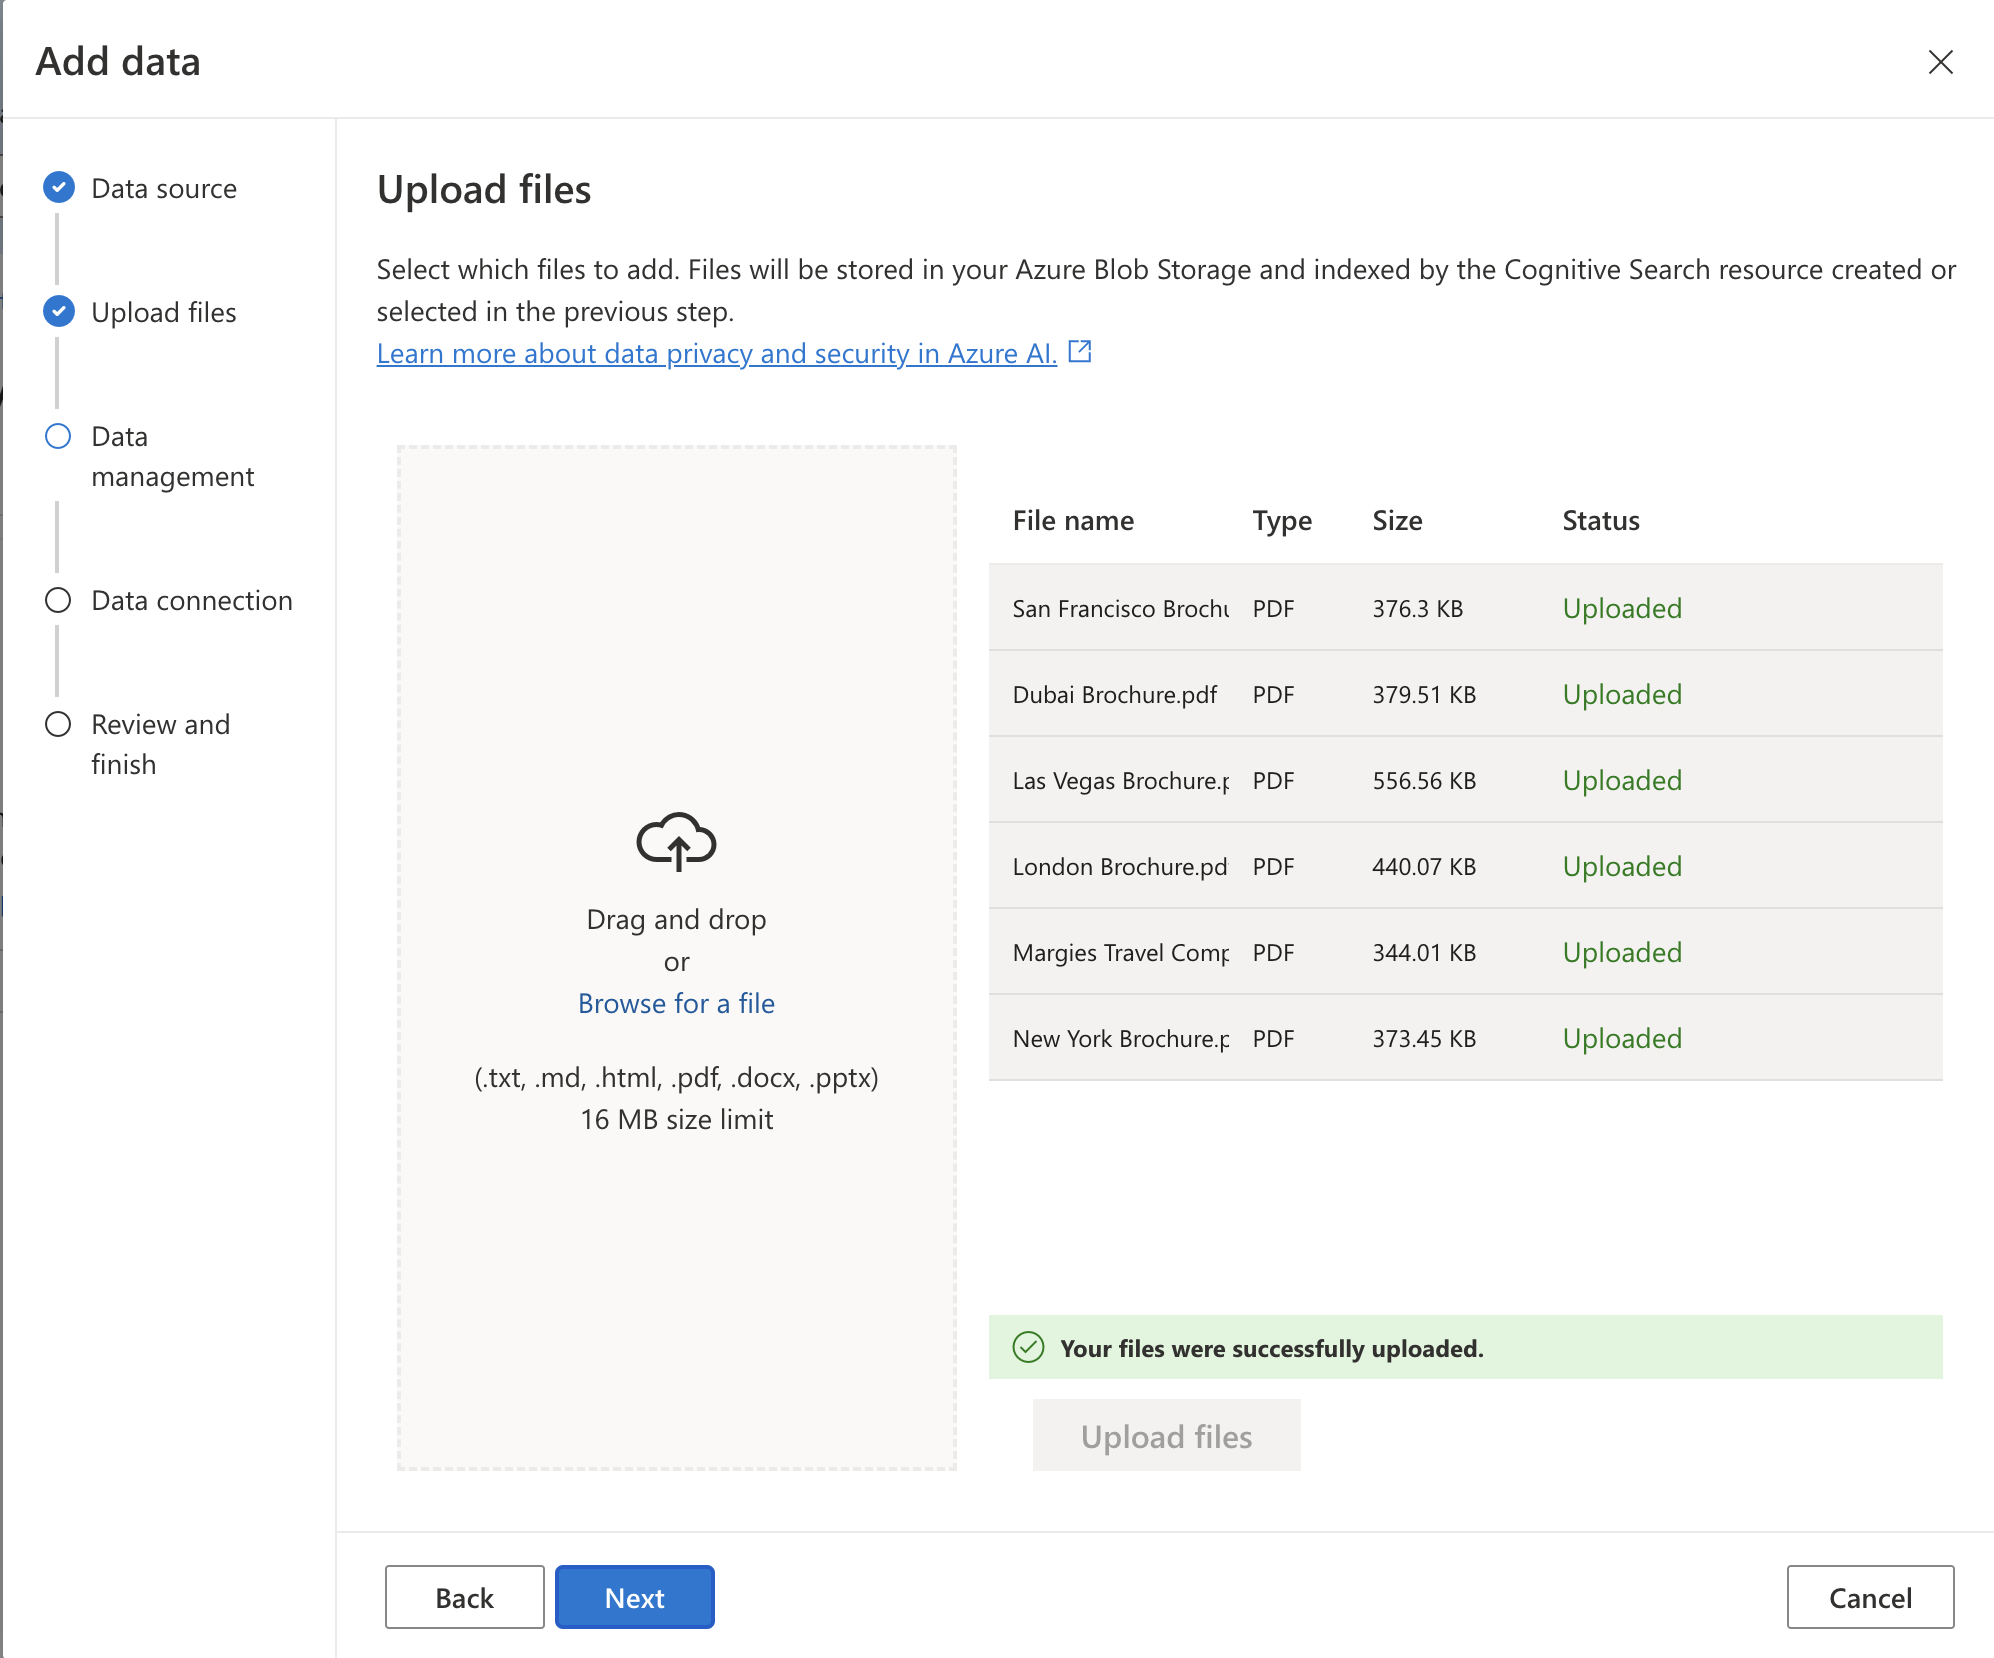 Add data
Data source
Upload files
Data
management
Data connection
Review and
finish
Upload files
Select which files to add. Files will be stored in your Azure Blob Storage and indexed by the Cognitive Search resource created or
selected in the previous step.
Learn more about data privacy and security in Azure AI.
Drag and drop
or
Browse for a file
(.txt, .md, .html, .pdf, .docx, .pptx)
16 MB size limit
File name Type Size Status
San Francisco Brochu PDF 376.3 KB Uploaded
Dubai Brochure.pdf PDF 379.51 KB Uploaded
Las Vegas Brochure.p PDF 556.56 KB Uploaded
London Brochure.pd PDF 440.07 KB Uploaded
Margies Travel Comp PDF 344.01 KB Uploaded
New York Brochure.p PDF 373.45 KB Uploaded
Your files were successfully uploaded.
Upload files
Back Next Cancel